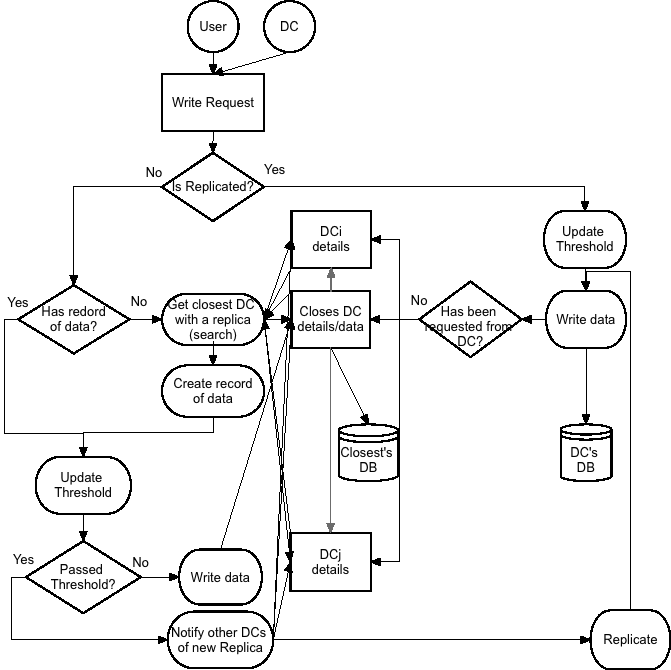 User
DC
Write Request
No
Is Replicated?
Yes
DCi
details
Update
Threshold
Yes
Has redord
of data?
No
Get closest DC
with a replica
(search)
Closes DC
details/data
No
Has been
requested from
DC?
Write data
Create record
of data
Closest's
DB
DC's
DB
Update
Threshold
Yes
Passed
Threshold?
No
Write data
DCj
details
Notify other DCs
of new Replica
Replicate